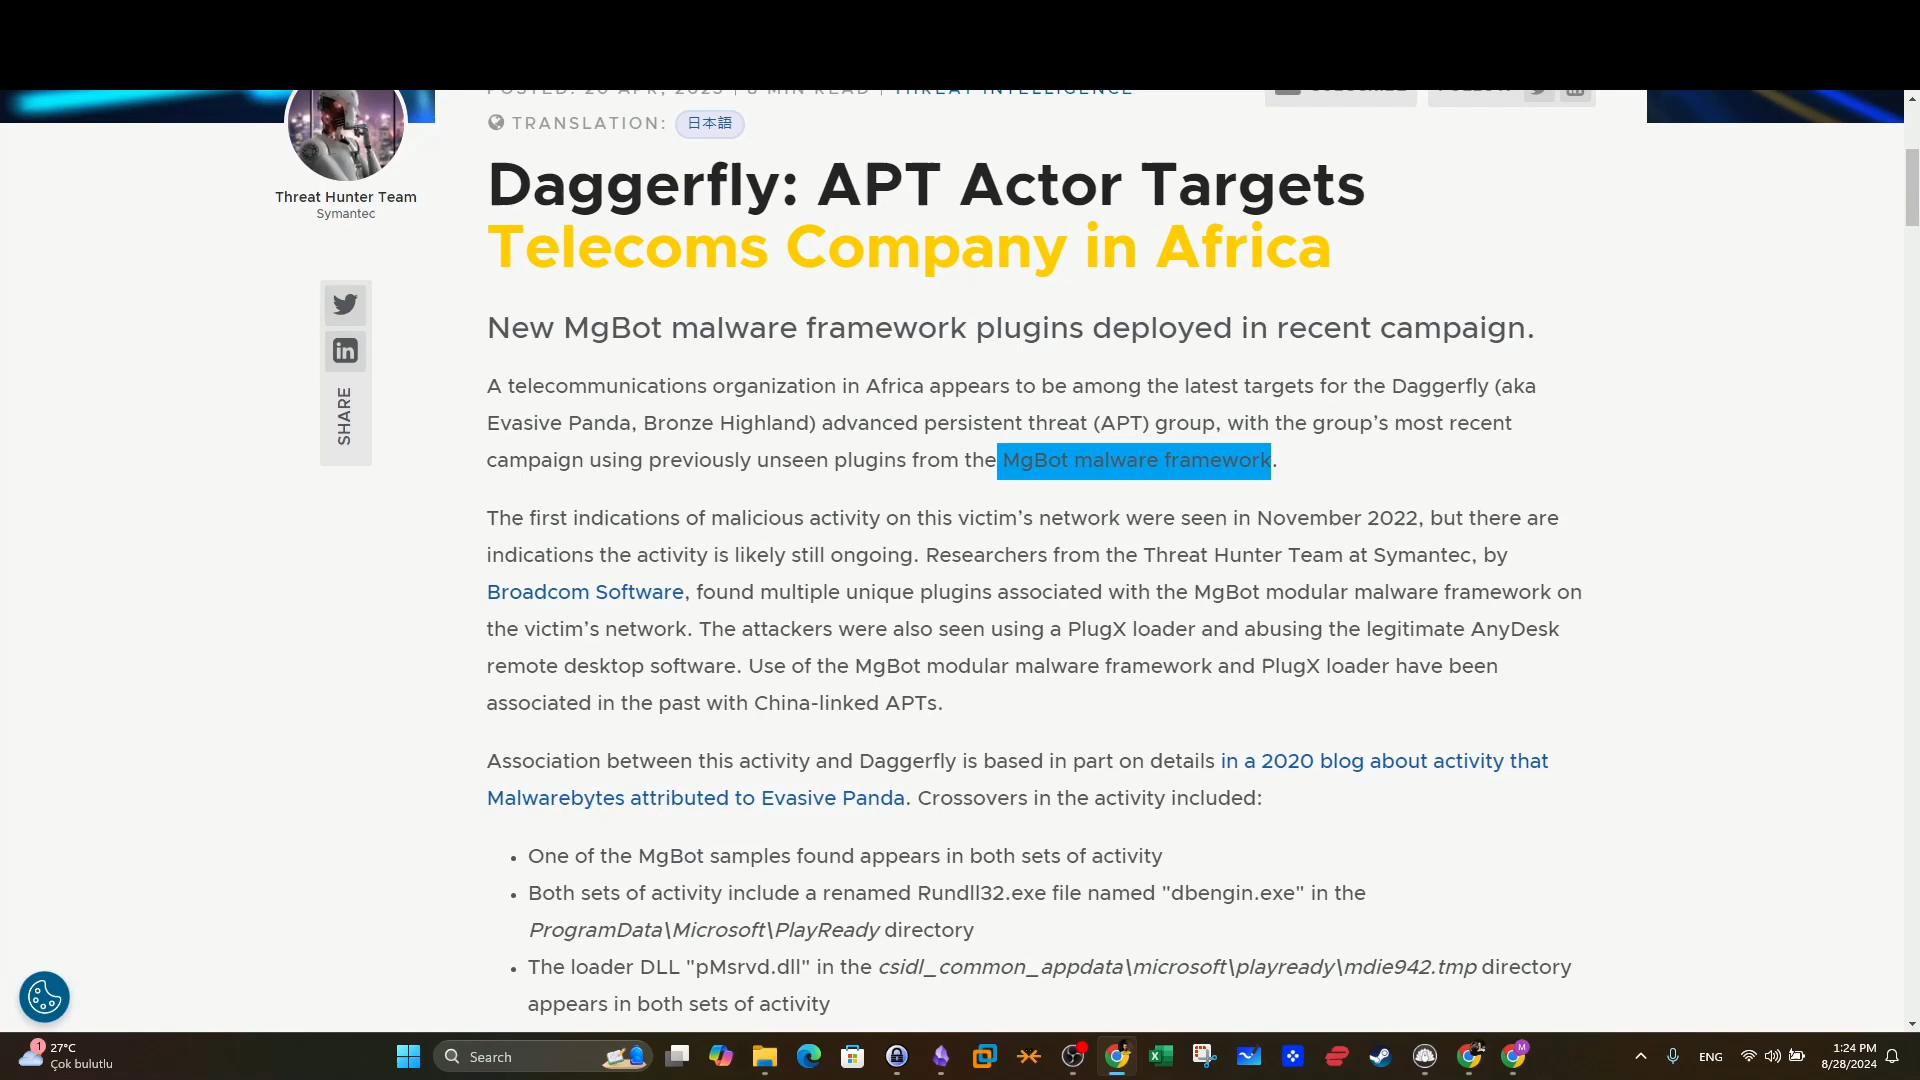 TRANSLATION: 日本語
Threat Hunter Team
Symantec
Daggerfly: APT Actor Targets
Telecoms Company in Africa
New MgBot malware framework plugins deployed in recent campaign.
SHARE
A telecommunications organization in Africa appears to be among the latest targets for the Daggerfly (aka
Evasive Panda, Bronze Highland) advanced persistent threat (APT) group, with the group’s most recent
campaign using previously unseen plugins from the MgBot malware framework.
The first indications of malicious activity on this victim’s network were seen in November 2022, but there are
indications the activity is likely still ongoing. Researchers from the Threat Hunter Team at Symantec, by
Broadcom Software, found multiple unique plugins associated with the MgBot modular malware framework on
the victim’s network. The attackers were also seen using a PlugX loader and abusing the legitimate AnyDesk
remote desktop software. Use of the MgBot modular malware framework and PlugX loader have been
associated in the past with China-linked APTs.
Association between this activity and Daggerfly is based in part on details in a 2020 blog about activity that
Malwarebytes attributed to Evasive Panda. Crossovers in the activity included:
• One of the MgBot samples found appears in both sets of activity
• Both sets of activity include a renamed Rundll32.exe file named "dbengin.exe" in the
ProgramData\Microsoft\PlayReady directory
• The loader DLL "pMsrvd.dll" in the csidl_common_appdata\microsoft\playready\mdie942.tmp directory
appears in both sets of activity
1
27°C
Çok bulutlu
Search
M
ENG
1:24 PM
8/28/2024